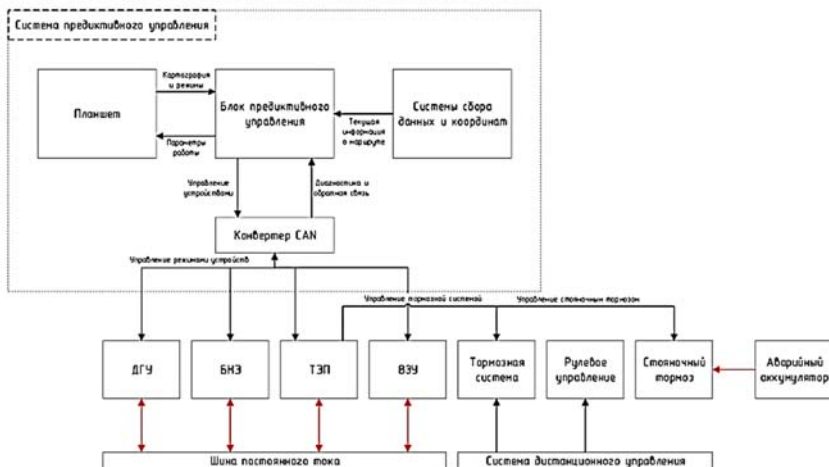 Система предиктивного управления
Планшет
Картография
и режимы
Параметры
работы
Блок предиктивного
управления
Текущая
информация
о маршруте
Системы сбора
данных и координат
Управление
устройствами
Диагностика и
обратная связь
Конвертер CAN
Управление режимами устройств
Управление тормозной системой
Управление стояночным тормозом
ДГУ
БНЭ
ТЭП
ВЗУ
Тормозная
система
Рулевое
управление
Стояночный
тормоз
Аварийный
аккумулятор
Шина постоянного тока
Система дистанционного управления